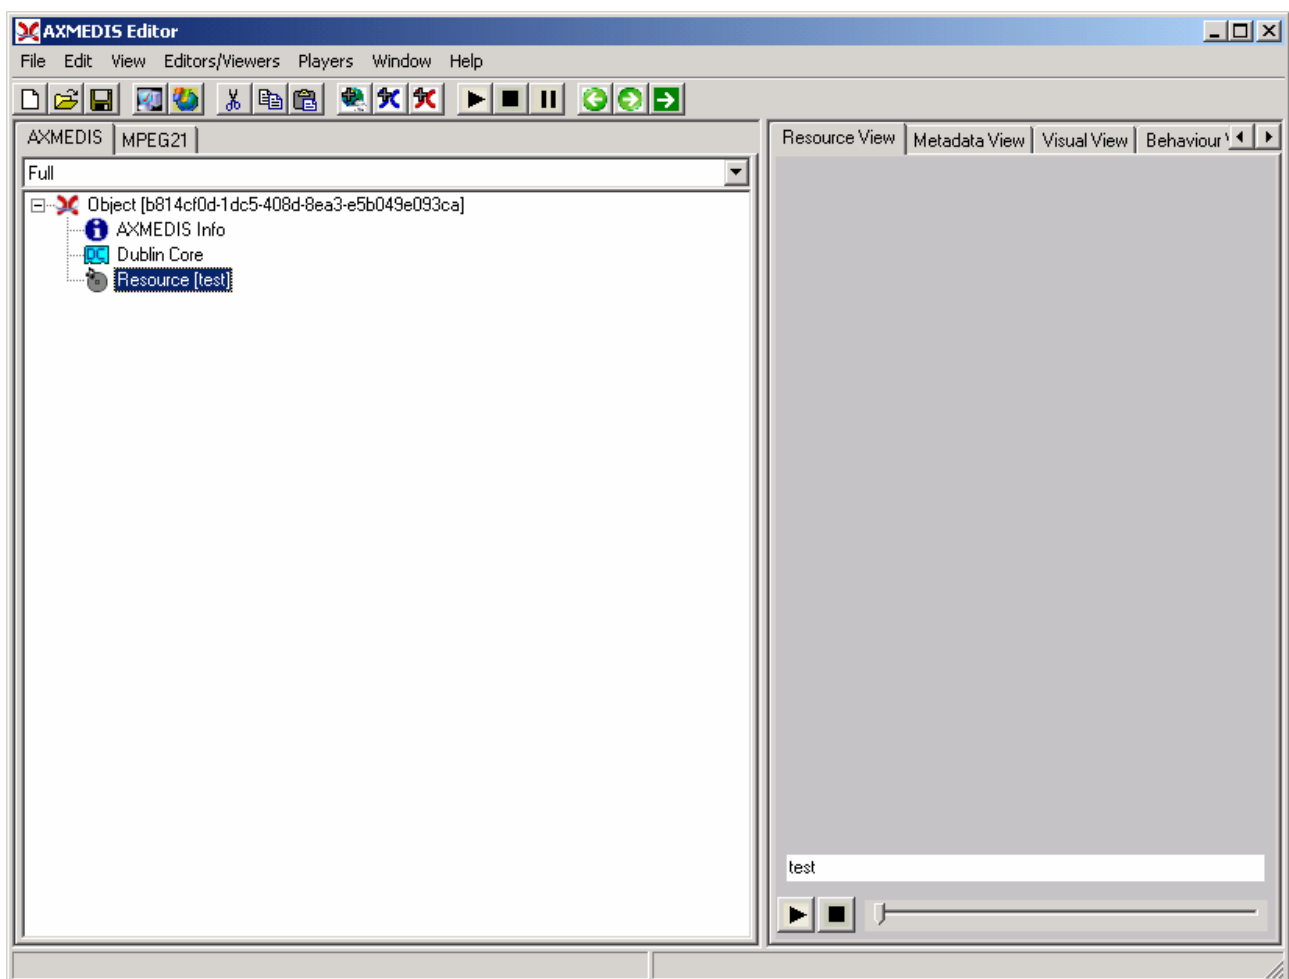 AXMEDIS Editor
File Edit View Editors/Viewers Players Window Help
AXMEDIS MPEG21
Full
Object [b814cf0d-1dc5-408d-8ea3-e5b049e093ca]
AXMEDIS Info
DC Dublin Core
Resource [test]
Resource View Metadata View Visual View Behaviour
test